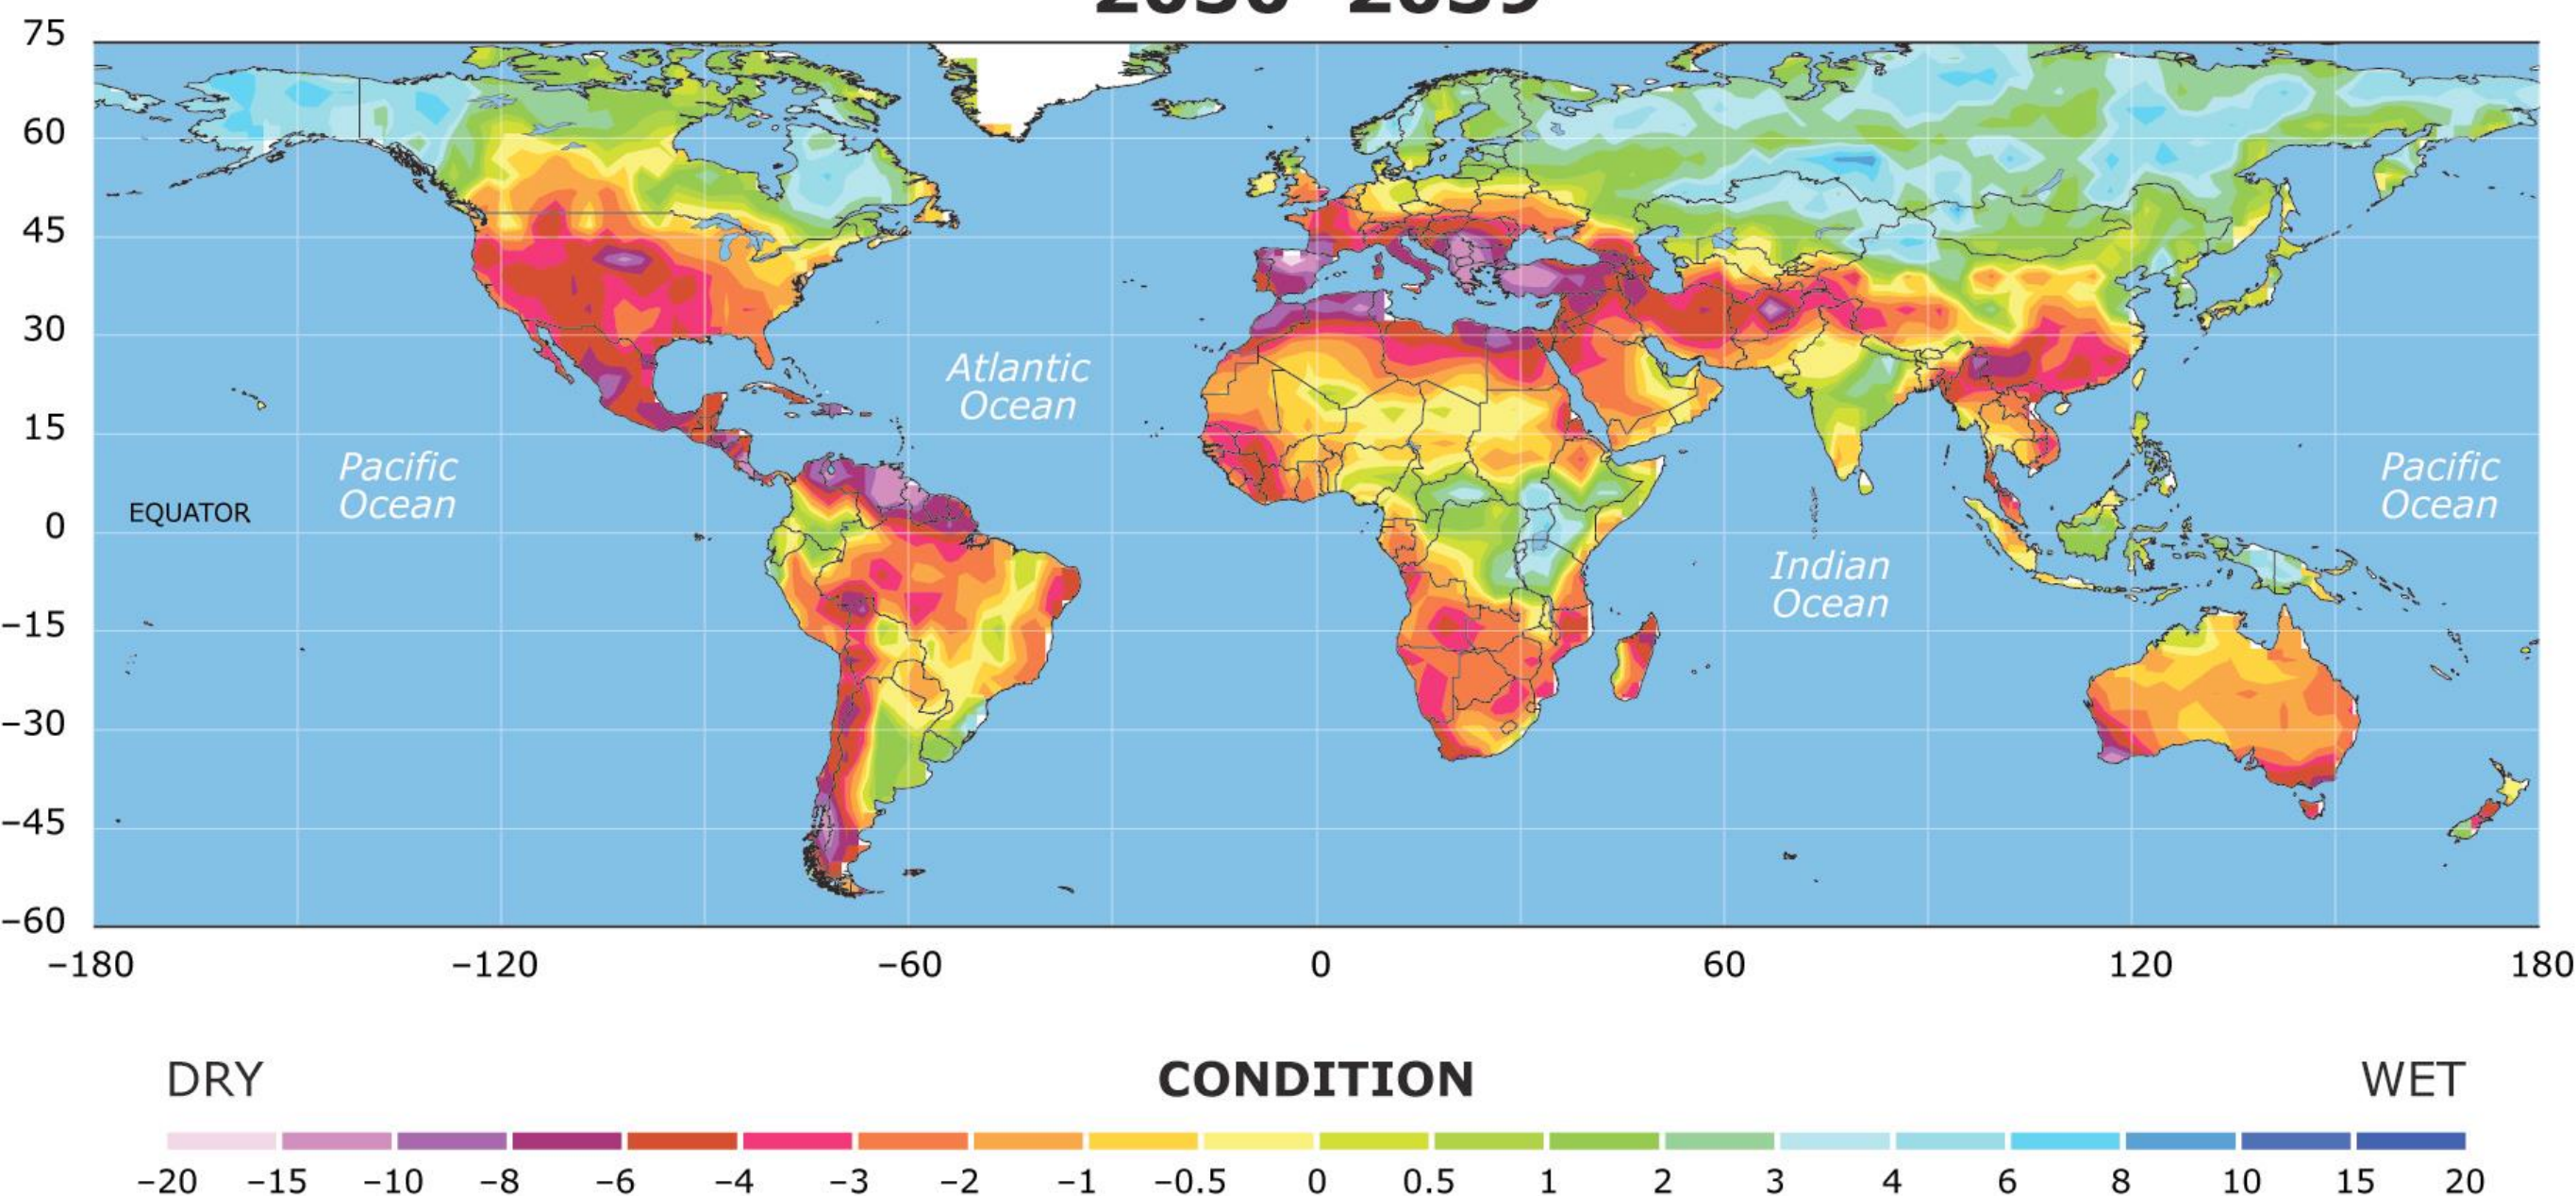 75
60
45
30
15
0
−15
−30
−45
−60
Atlantic
Ocean
Pacific
Ocean
EQUATOR
Pacific
Ocean
Indian
Ocean
−180 −120 −60 0 60 120 180
DRY CONDITION WET
−20 −15 −10 −8 −6 −4 −3 −2 −1 −0.5 0 0.5 1 2 3 4 6 8 10 15 20